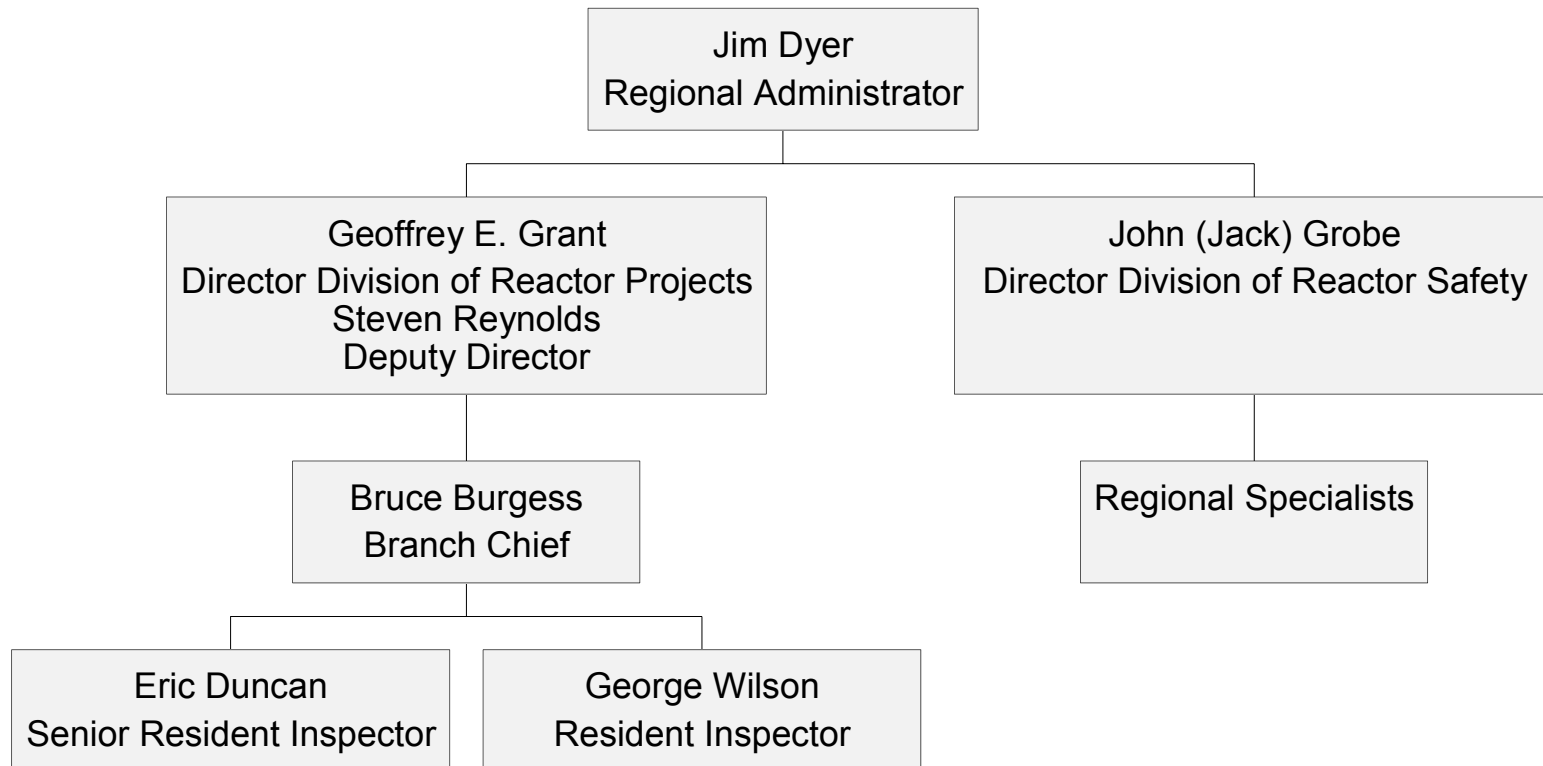 Jim Dyer
Regional Administrator
Geoffrey E. Grant
Director Division of Reactor Projects
Steven Reynolds
Deputy Director
John (Jack) Grobe
Director Division of Reactor Safety
Bruce Burgess
Branch Chief
Regional Specialists
Eric Duncan
Senior Resident Inspector
George Wilson
Resident Inspector